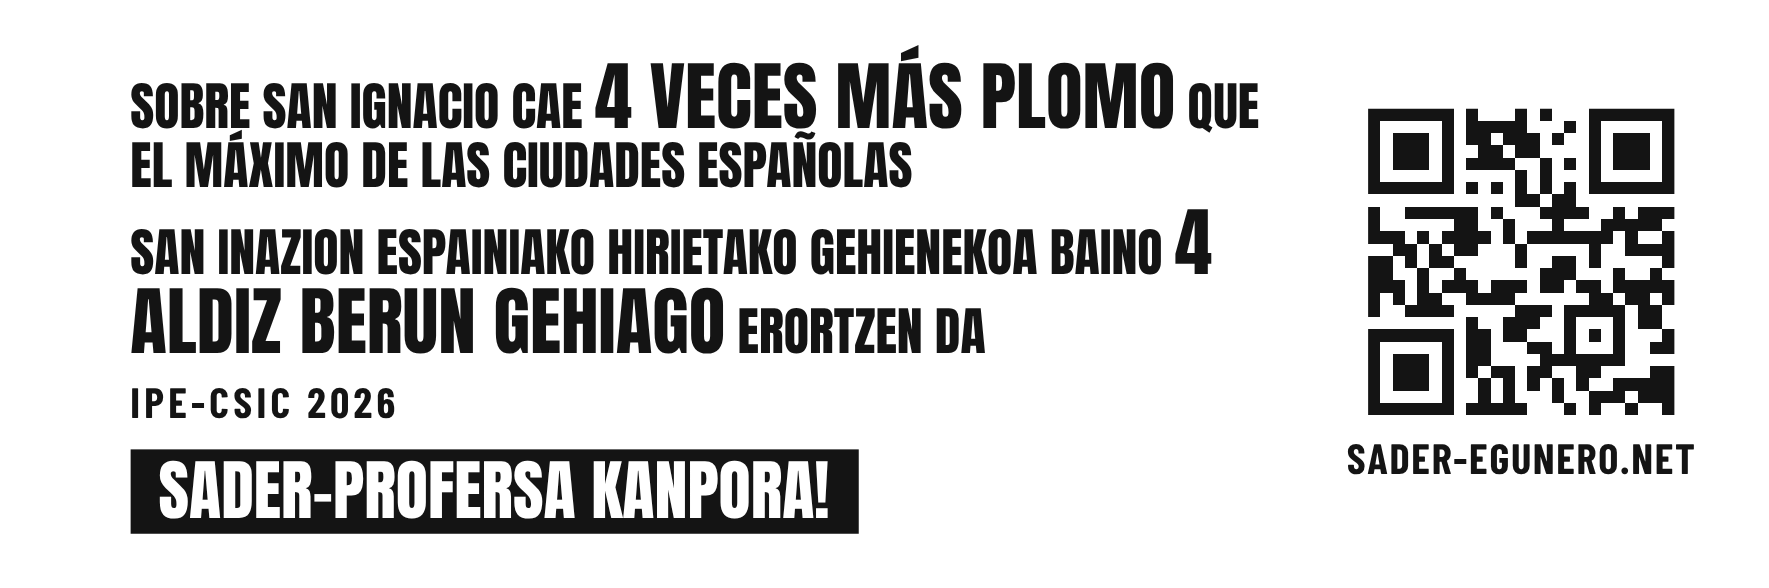 SOBRE SAN IGNACIO CAE 4 VECES MÁS PLOMO QUE
EL MÁXIMO DE LAS CIUDADES ESPAÑOLAS
SAN INAZION ESPAINIAKO HIRIETAKO GEHIENEKOA BAINO 4
ALDIZ BERUN GEHIAGO ERORTZEN DA
IPE-CSIC 2026
SADER-PROFERSA KANPORA!
SADER-EGUNERO.NET